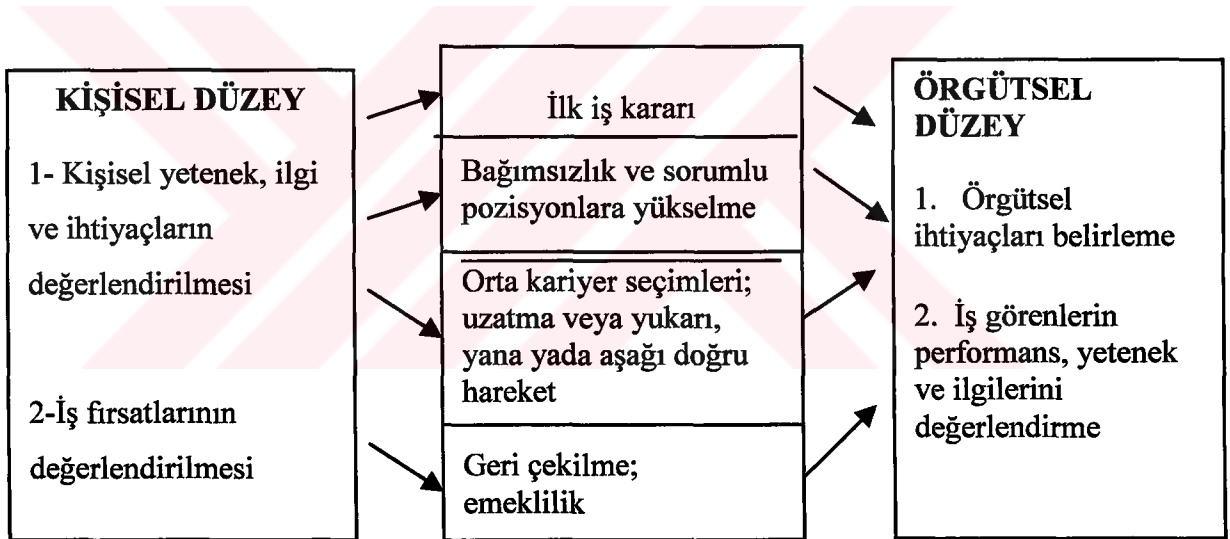 KİŞİSEL DÜZEY
1- Kişisel yetenek, ilgi
ve ihtiyaçların
değerlendirilmesi
2-İş fırsatlarının
değerlendirilmesi
İlk iş kararı
Bağımsızlık ve sorumlu
pozisyonlara yükselme
Orta kariyer seçimleri;
uzatma veya yukarı,
yana yada aşağı doğru
hareket
Geri çekilme;
emeklilik
ÖRGÜTSEL
DÜZEY
1. Örgütsel
ihtiyaçları belirleme
2. İş görenlerin
performans, yetenek
ve ilgilerini
değerlendirme